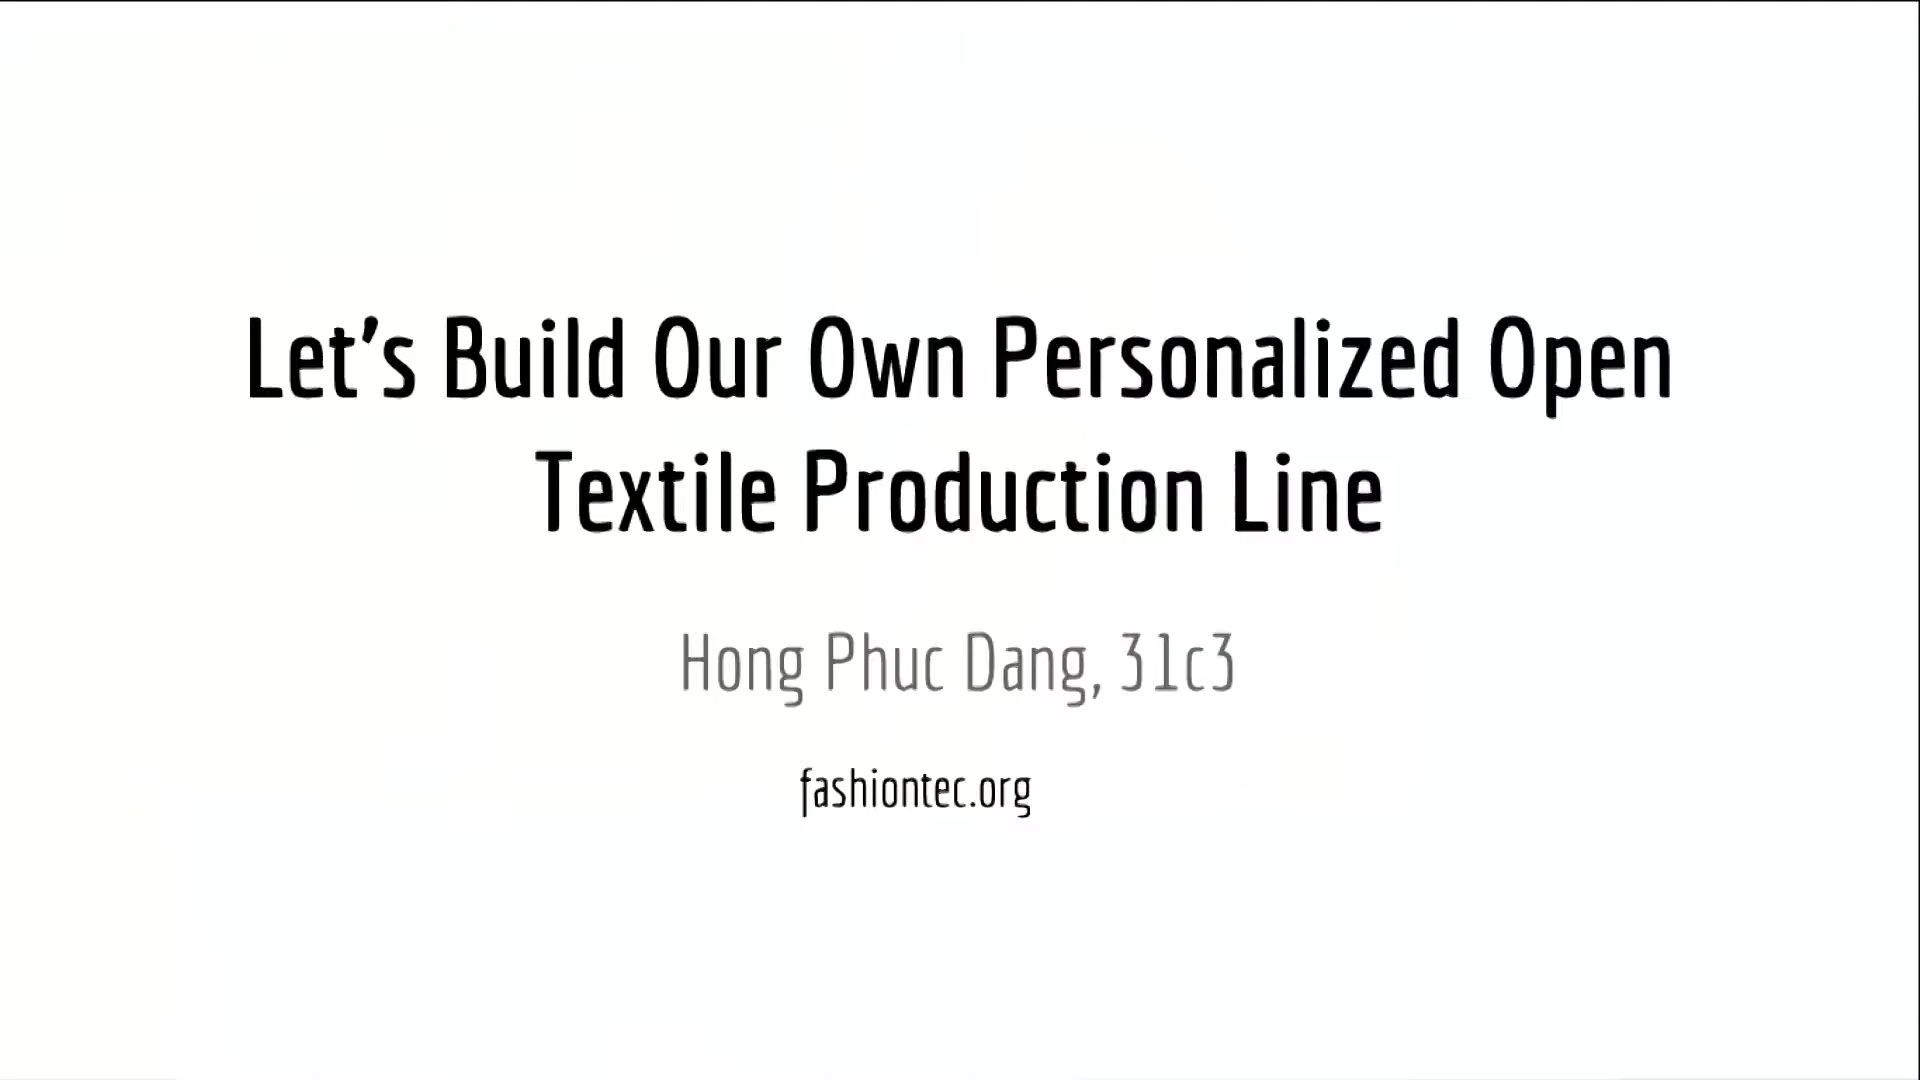 Let's Build Our Own Personalized Open
Textile Production Line
Hong Phuc Dang, 31c3
fashiontec.org